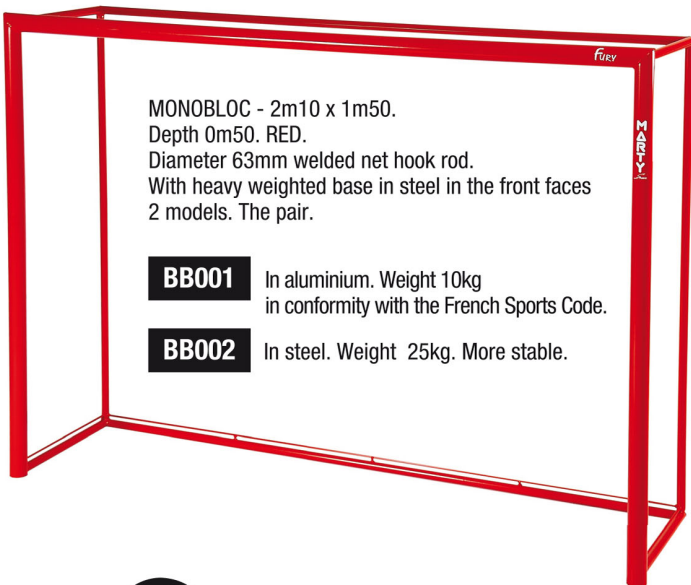 Fury
MARTY
MONOBLOC - 2m10 x 1m50.
Depth 0m50. RED.
Diameter 63mm welded net hook rod.
With heavy weighted base in steel in the front faces
2 models. The pair.
BB001 In aluminium. Weight 10kg
in conformity with the French Sports Code.
BB002 In steel. Weight 25kg. More stable.